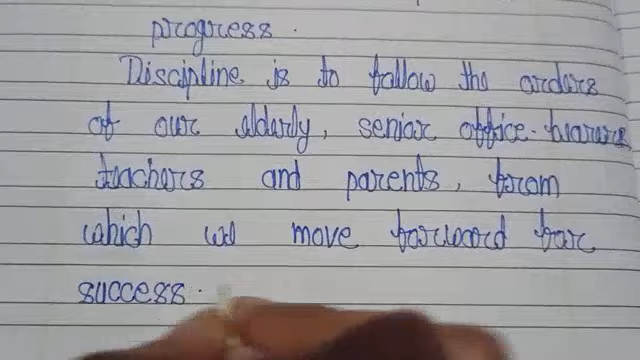 progress.
Discipline is to follow the orders
of our elderly, senior office-bearers
teachers and parents, from
which we move forward for
success.